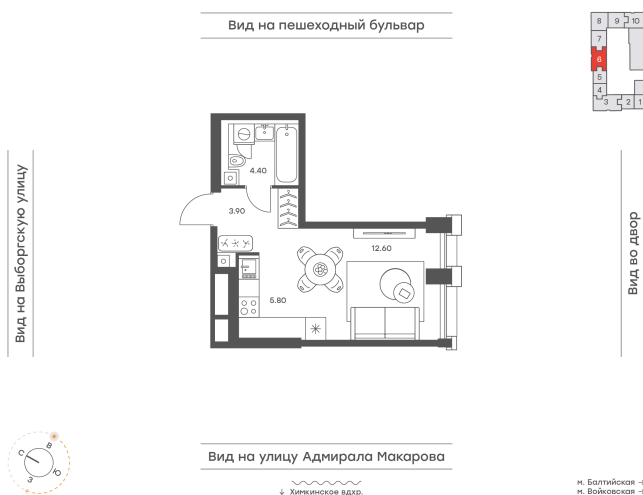 Вид на пешеходный бульвар
8 9 10
7
6
5
4
3 2 1
Вид на Выборгскую улицу
4.40
3.90
12.60
5.80
Вид во двор
Вид на улицу Адмирала Макарова
С В Ю З
↓ Химкинское вдхр.
м. Балтийская
м. Войковская